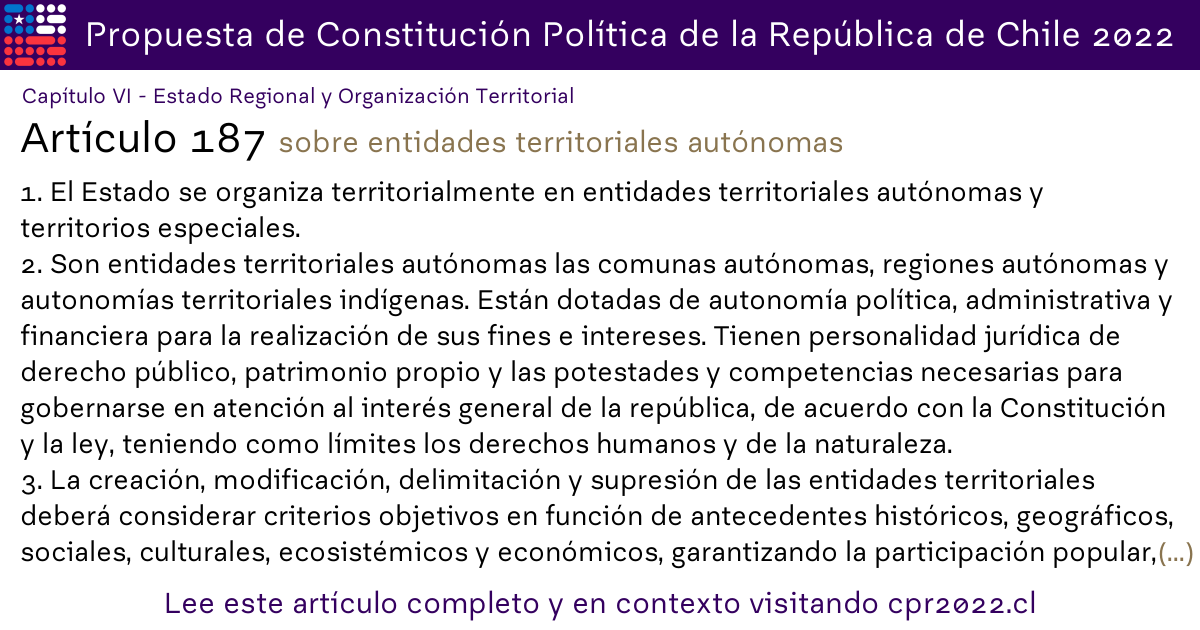 Propuesta de Constitución Política de la República de Chile 2022
Capítulo VI - Estado Regional y Organización Territorial
Artículo 187 sobre entidades territoriales autónomas
1. El Estado se organiza territorialmente en entidades territoriales autónomas y
territorios especiales.
2. Son entidades territoriales autónomas las comunas autónomas, regiones autónomas y
autonomías territoriales indígenas. Están dotadas de autonomía política, administrativa y
financiera para la realización de sus fines e intereses. Tienen personalidad jurídica de
derecho público, patrimonio propio y las potestades y competencias necesarias para
gobernarse en atención al interés general de la república, de acuerdo con la Constitución
y la ley, teniendo como límites los derechos humanos y de la naturaleza.
3. La creación, modificación, delimitación y supresión de las entidades territoriales
deberá considerar criterios objetivos en función de antecedentes históricos, geográficos,
sociales, culturales, ecosistémicos y económicos, garantizando la participación popular,(...)
Lee este artículo completo y en contexto visitando cpr2022.cl